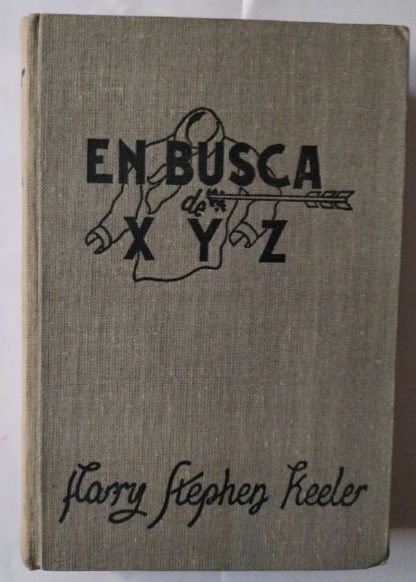 EN BUSCA
de
X Y Z
Harry Stephen Keeler